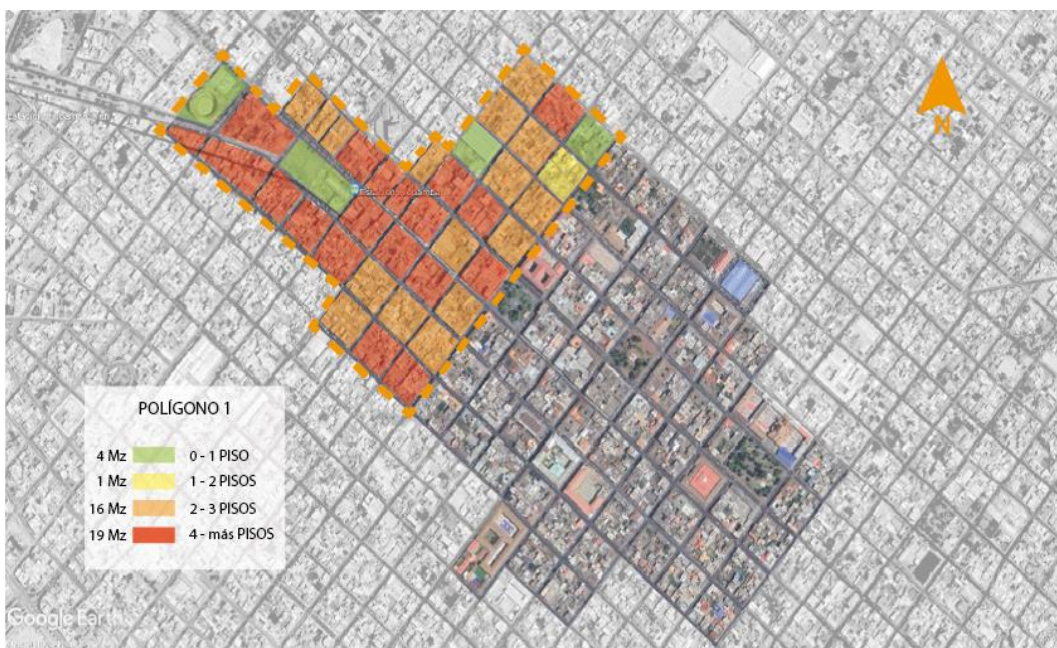 N
POLÍGONO 1
4 Mz 0 - 1 PISO
1 Mz 1 - 2 PISOS
16 Mz 2 - 3 PISOS
19 Mz 4 - más PISOS
Google Earth